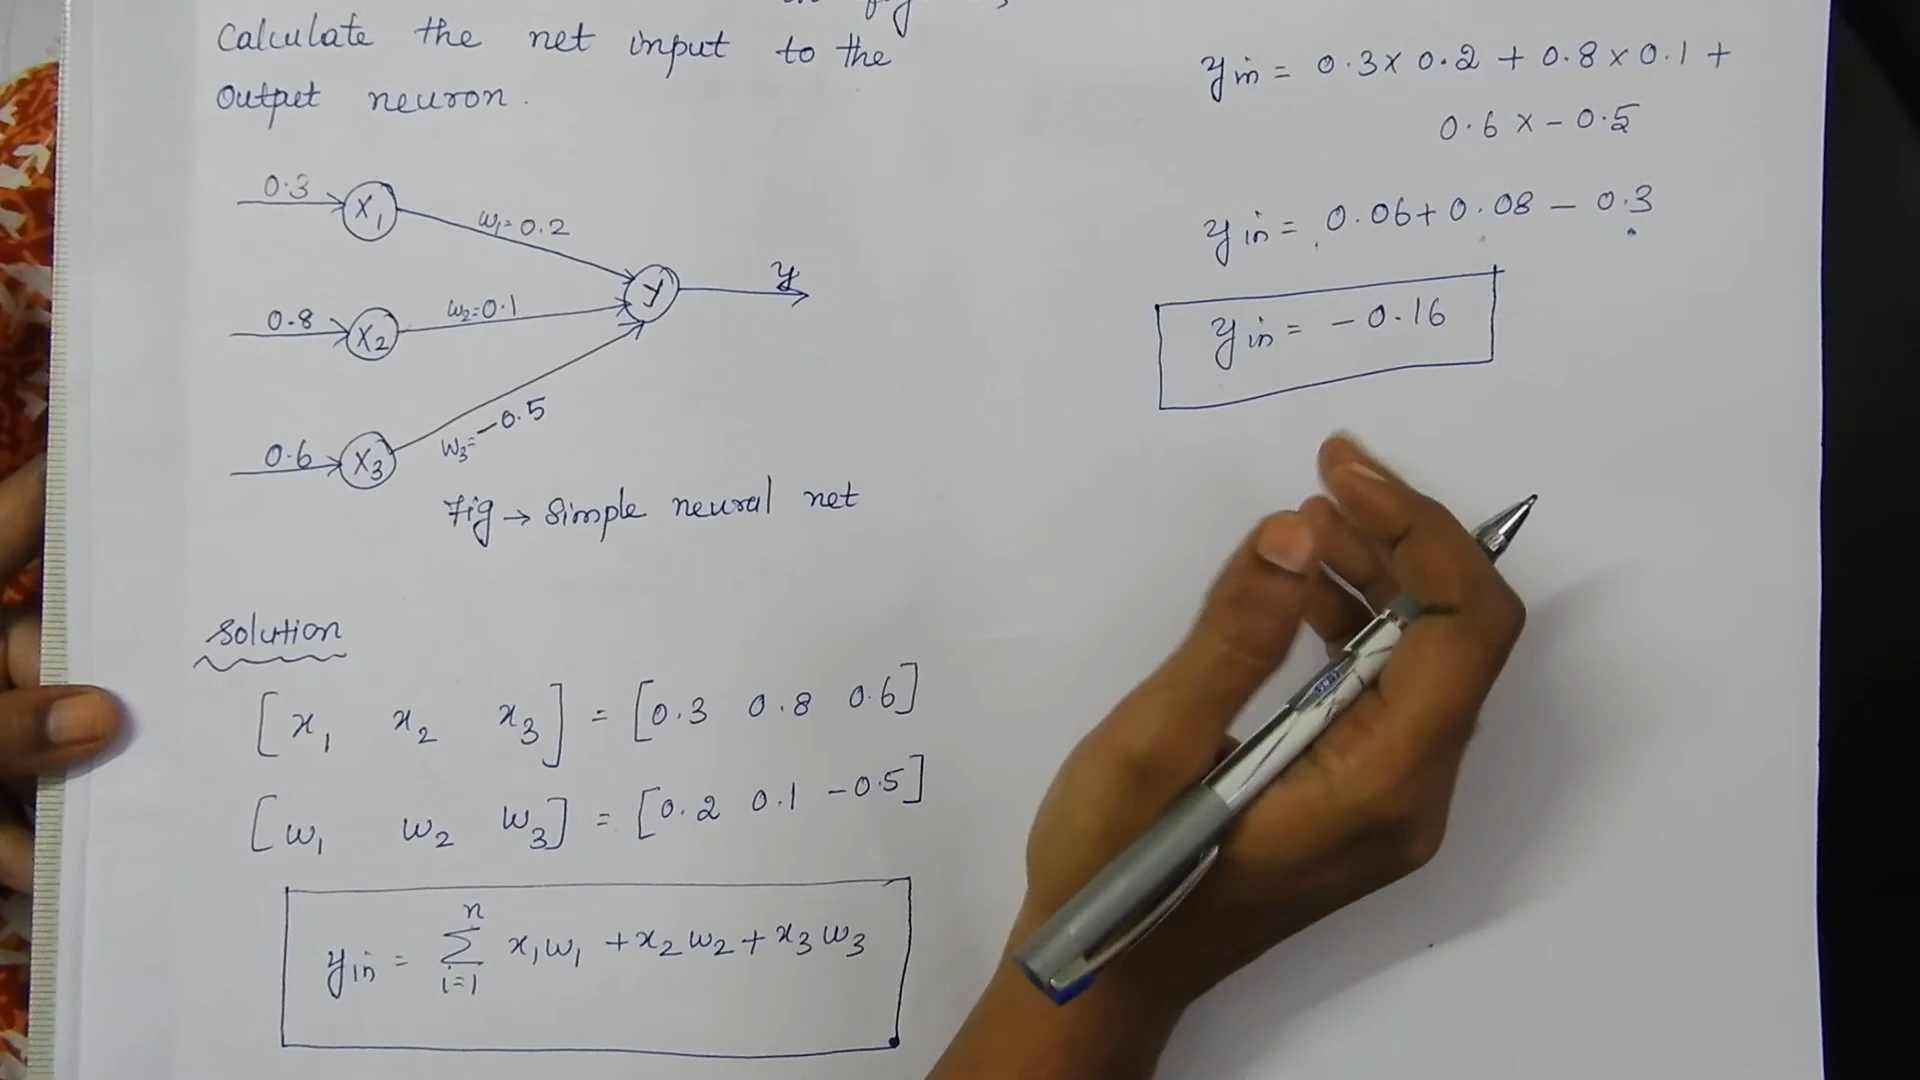 Calculate the net input to the
Output neuron.
0.3 X1 w1=0.2
0.8 X2 w2=0.1 Y y
0.6 X3 w3=-0.5
Fig → Simple neural net
Solution
[x1 x2 x3] = [0.3 0.8 0.6]
[w1 w2 w3] = [0.2 0.1 -0.5]
yin = Σ(i=1 to n) x1w1 + x2w2 + x3w3
yin = 0.3 × 0.2 + 0.8 × 0.1 +
0.6 × -0.5
yin = 0.06 + 0.08 - 0.3
yin = -0.16